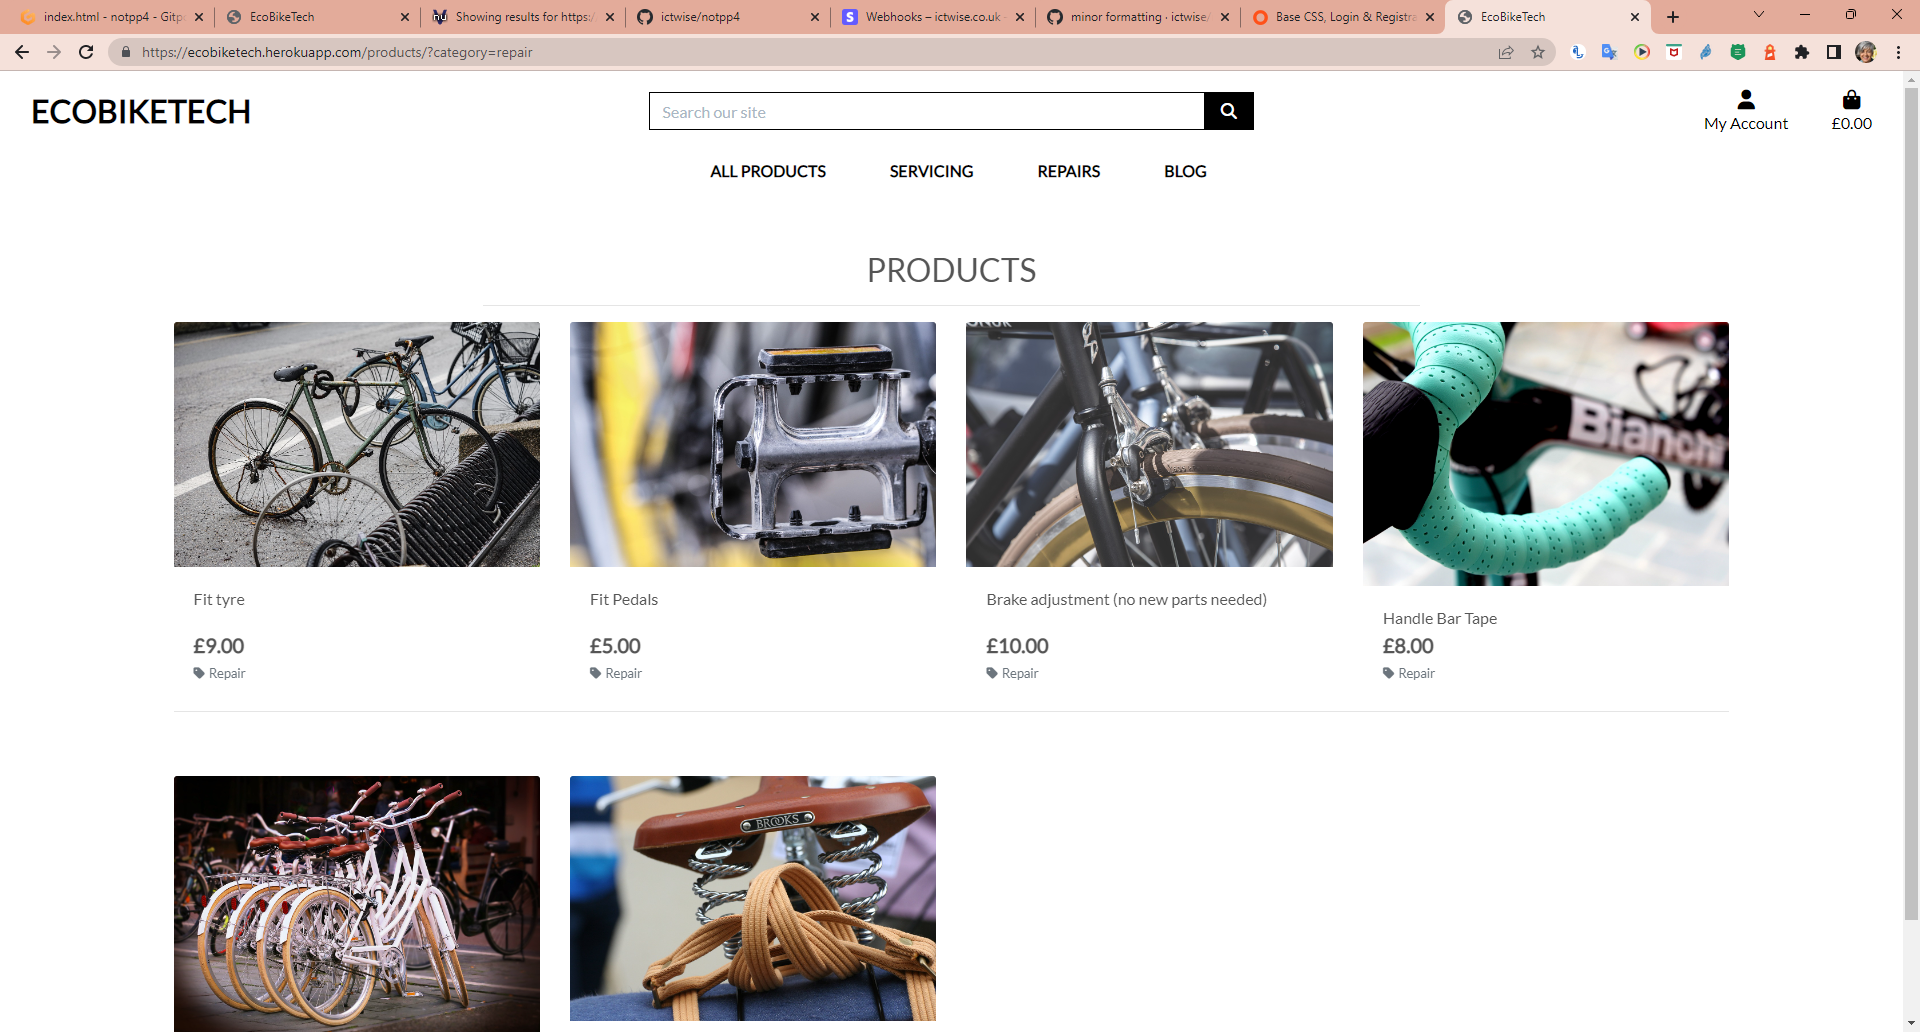 index.html - notpp4 - Gitp
EcoBikeTech
Showing results for https:/
ictwise/notpp4
Webhooks – ictwise.co.uk
minor formatting · ictwise/
Base CSS, Login & Registra
EcoBikeTech
https://ecobiketech.herokuapp.com/products/?category=repair
ECOBIKETECH
Search our site
My Account
£0.00
ALL PRODUCTS
SERVICING
REPAIRS
BLOG
PRODUCTS
Bianchi
Fit tyre
£9.00
Repair
Fit Pedals
£5.00
Repair
Brake adjustment (no new parts needed)
£10.00
Repair
Handle Bar Tape
£8.00
Repair
BROOKS